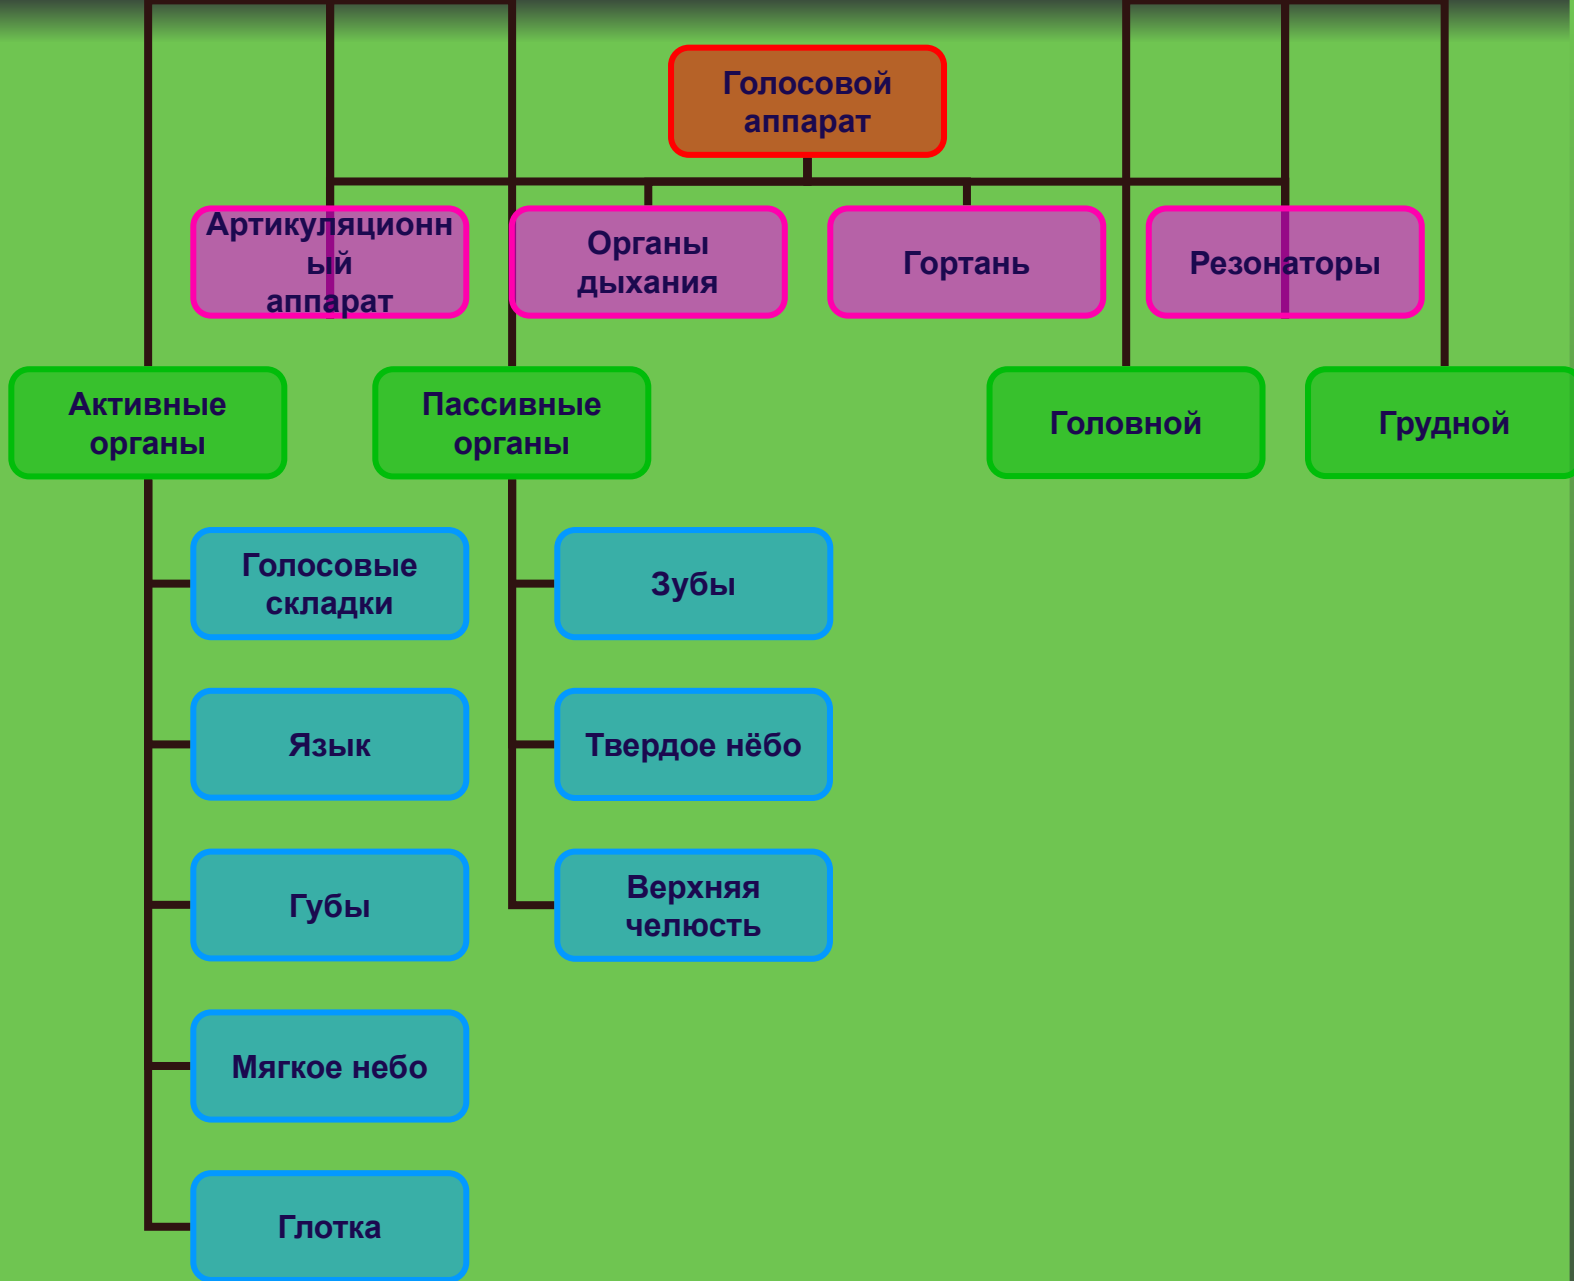 Голосовой
аппарат
Артикуляционн
ый
аппарат
Органы
дыхания
Гортань
Резонаторы
Активные
органы
Пассивные
органы
Головной
Грудной
Голосовые
складки
Зубы
Язык
Твердое нёбо
Губы
Верхняя
челюсть
Мягкое небо
Глотка